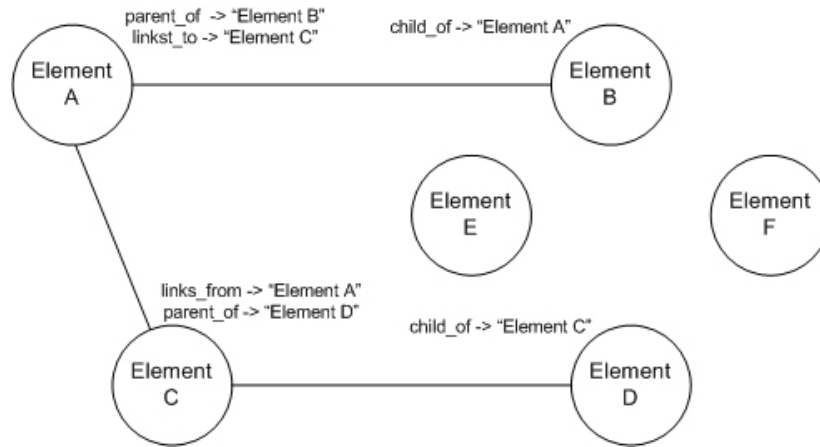 parent_of -> “Element B”
linkst_to -> “Element C”
child_of -> “Element A”
Element
A
Element
B
Element
E
Element
F
links_from -> “Element A”
parent_of -> “Element D”
child_of -> “Element C”
Element
C
Element
D